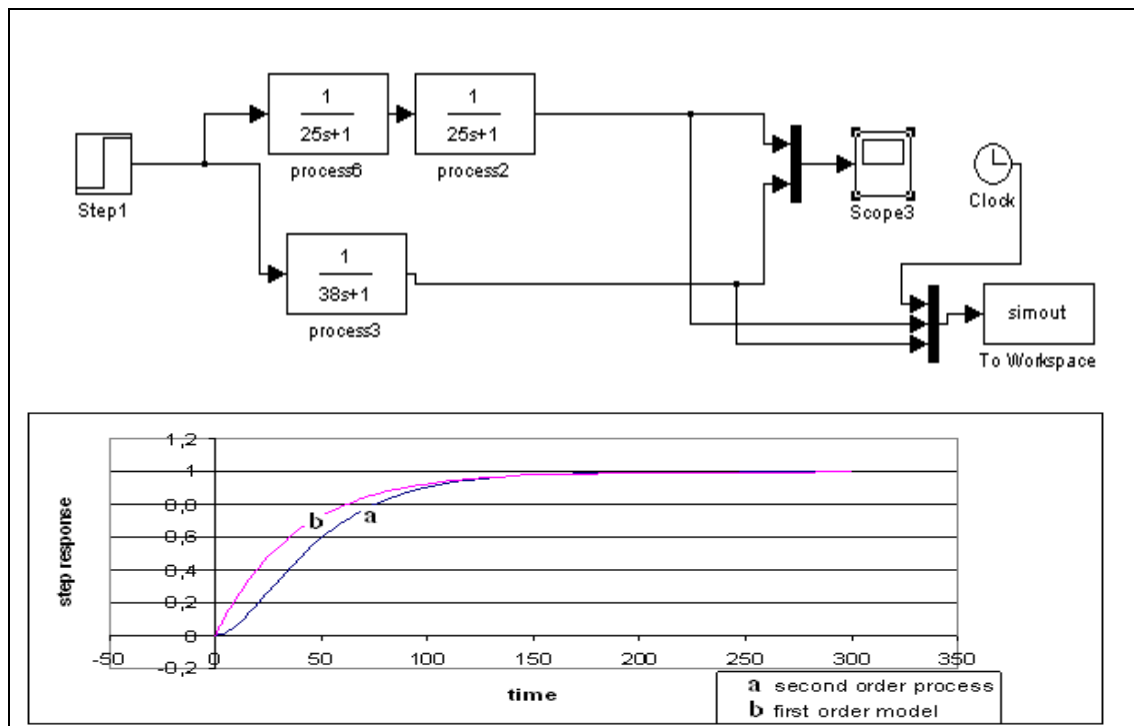 1
25s+1
process6
1
25s+1
process2
Step1
1
38s+1
process3
Scope3
Clock
simout
To Workspace
step response
1,2
1
0,8
0,6
0,4
0,2
0
-0,2
-50
0
50
100
150
200
250
300
350
b
a
time
a second order process
b first order model